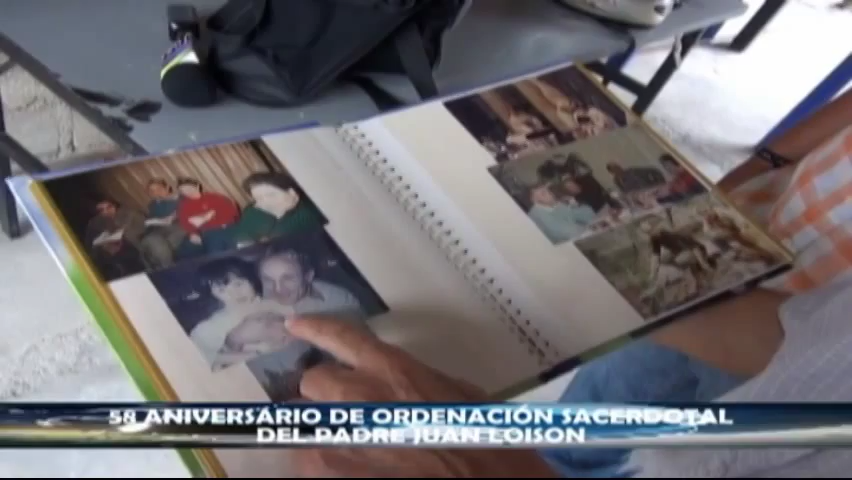 58 ANIVERSARIO DE ORDENACIÓN SACERDOTAL
DEL PADRE JUAN LOISON